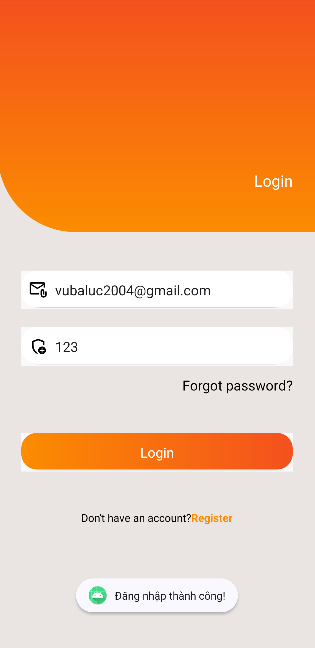 Login
vubaluc2004@gmail.com
123
Forgot password?
Login
Don't have an account?Register
Đăng nhập thành công!